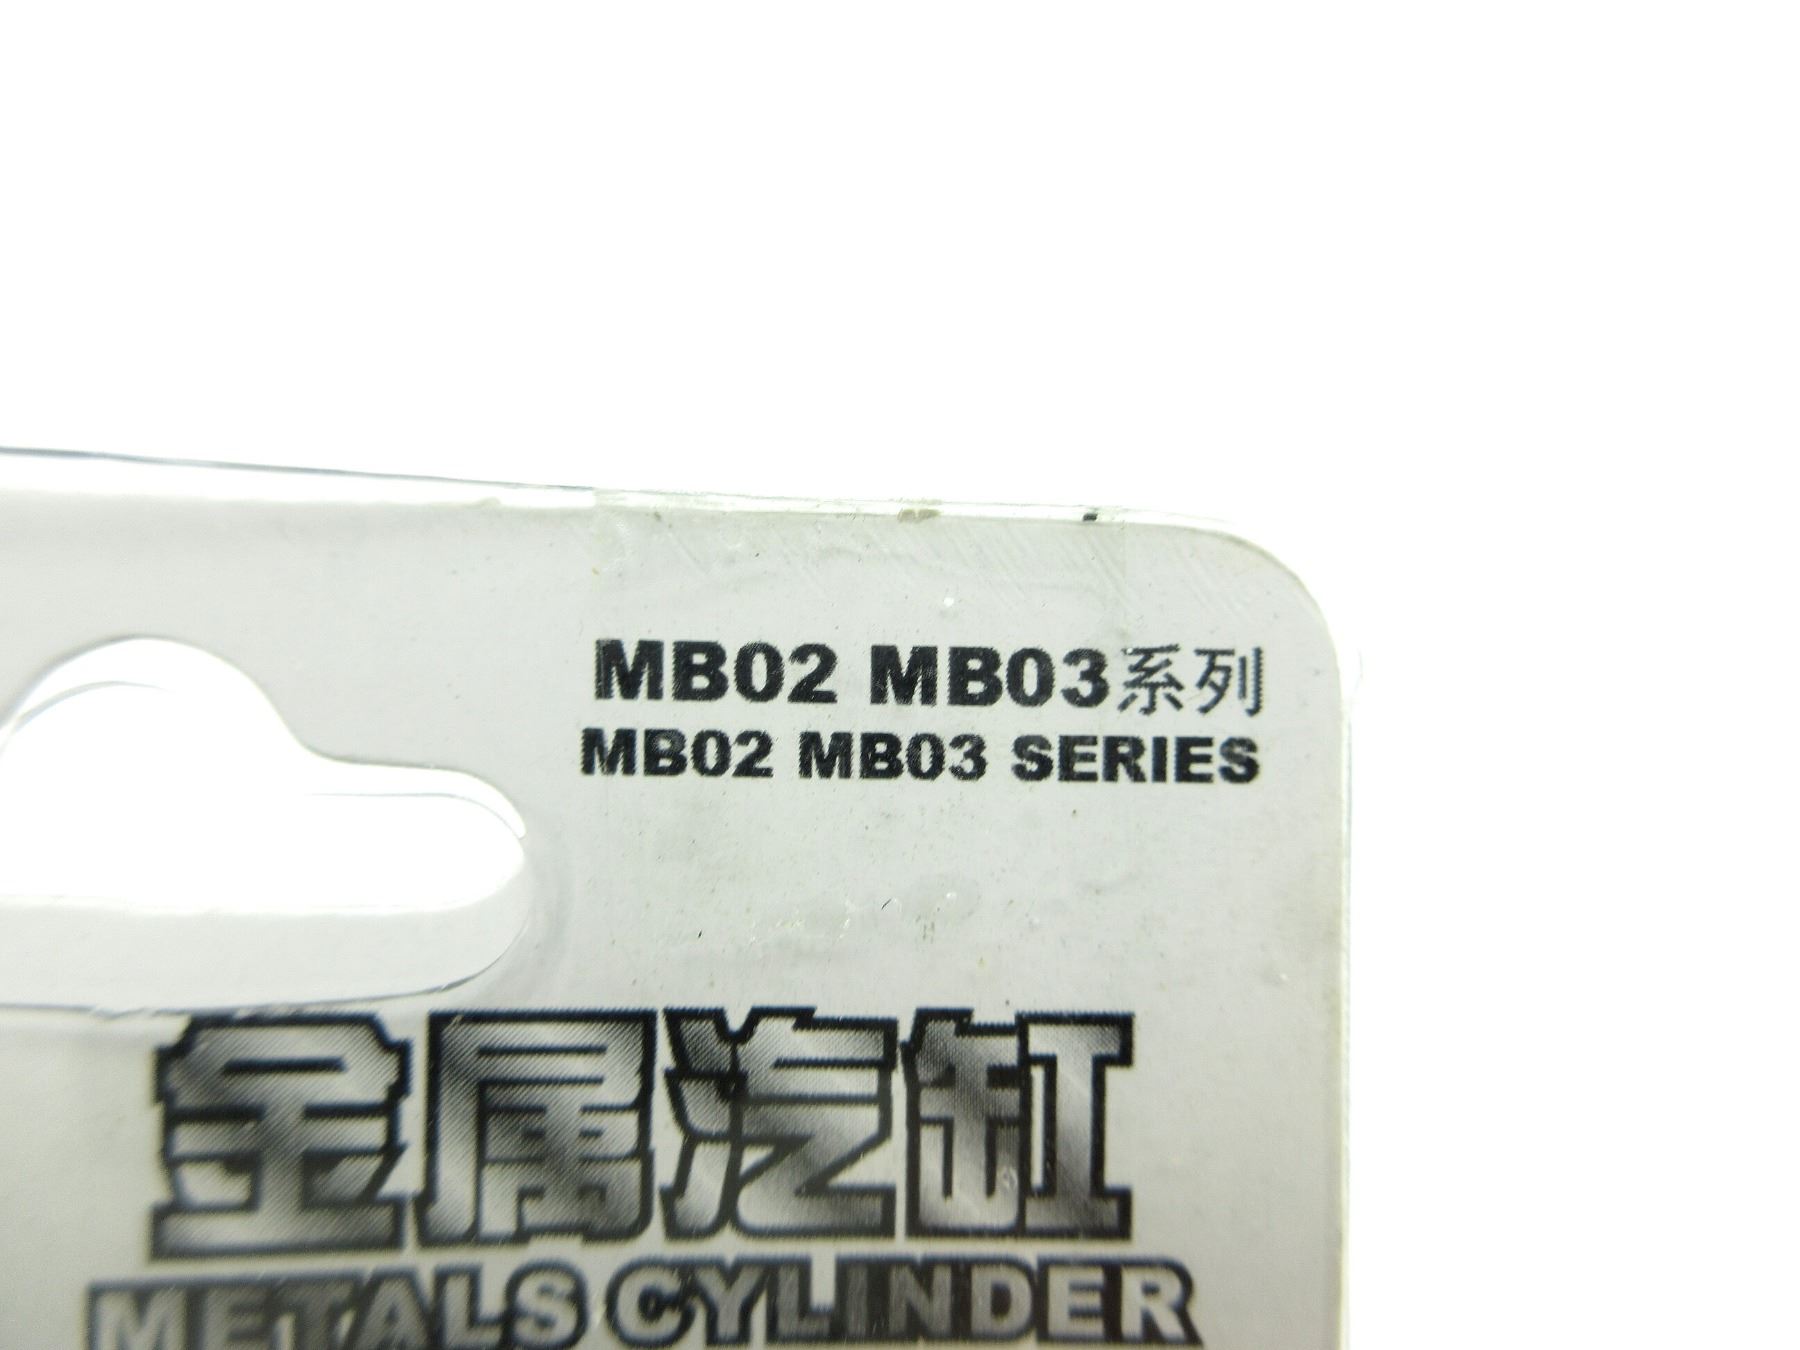 MB02 MB03系列
MB02 MB03 SERIES
金属汽缸
METALS CYLINDER